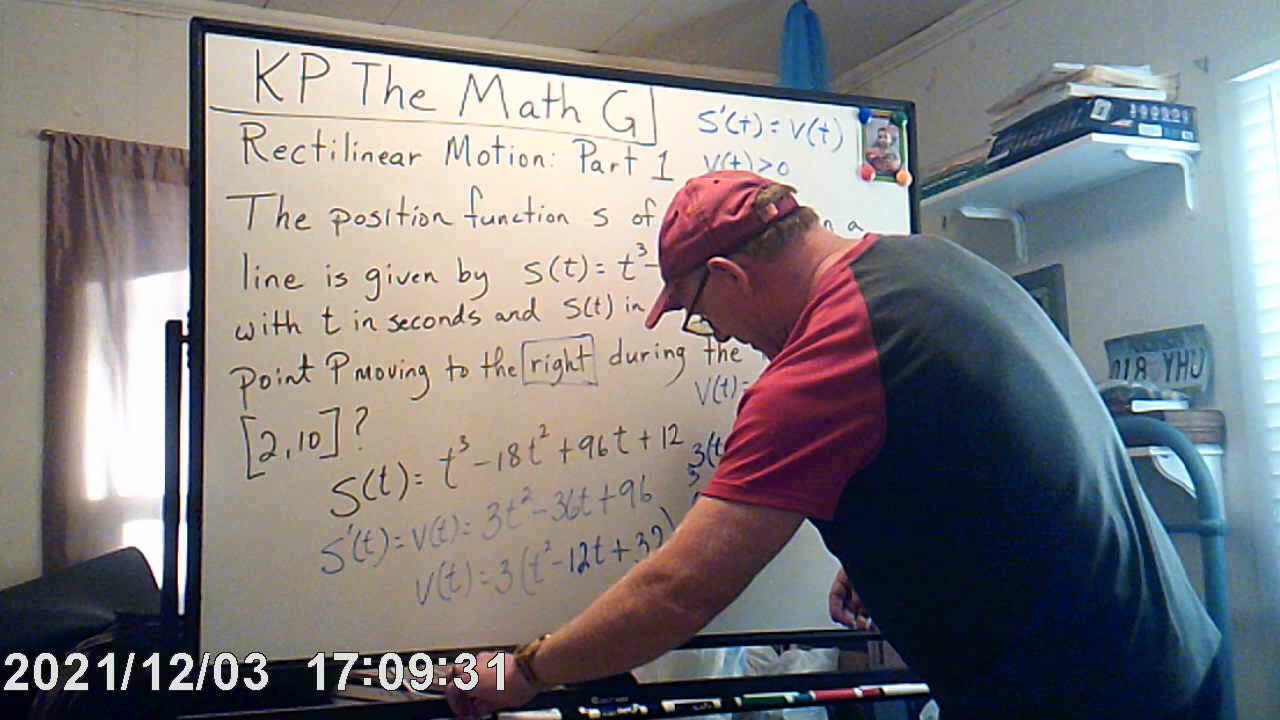 KP The Math G
Rectilinear Motion: Part 1
S'(t) = V(t)
V(t) > 0
The position function s of
n a
line is given by S(t) = t³ -
with t in seconds and S(t) in
point P moving to the right during the
V(t) =
[2,10]?
S(t) = t³ - 18t² + 96t + 12
3(t
S'(t) = V(t) = 3t² - 36t + 96
3
V(t) = 3(t² - 12t + 32)
2021/12/03 17:09:31